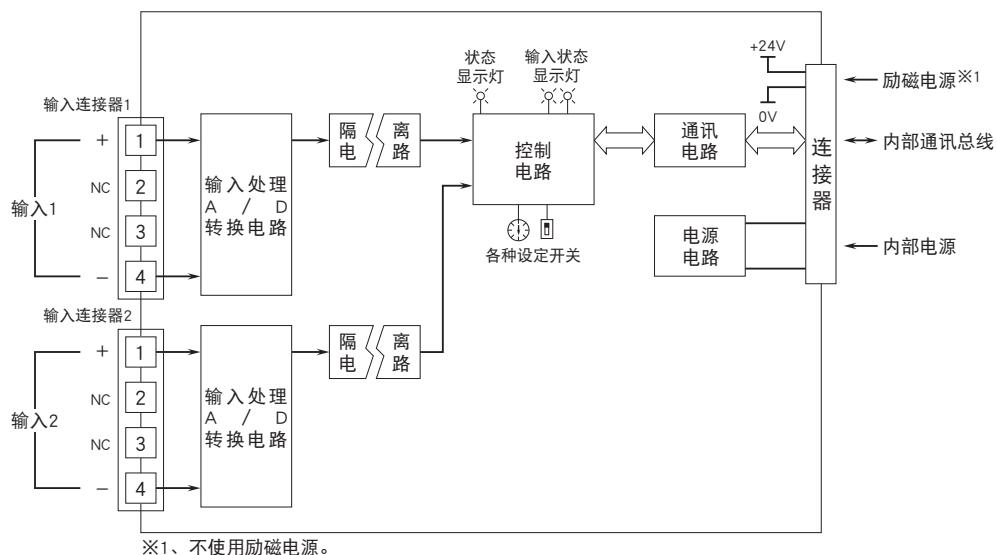 状态
显示灯
输入状态
显示灯
+24V
0V
励磁电源※1
内部通讯总线
内部电源
连接器
输入连接器1
+
1
NC
2
NC
3
−
4
输入1
输入处理
A / D
转换电路
隔离
电路
控制
电路
通讯
电路
电源
电路
各种设定开关
输入连接器2
+
1
NC
2
NC
3
−
4
输入2
输入处理
A / D
转换电路
隔离
电路
※1、不使用励磁电源。